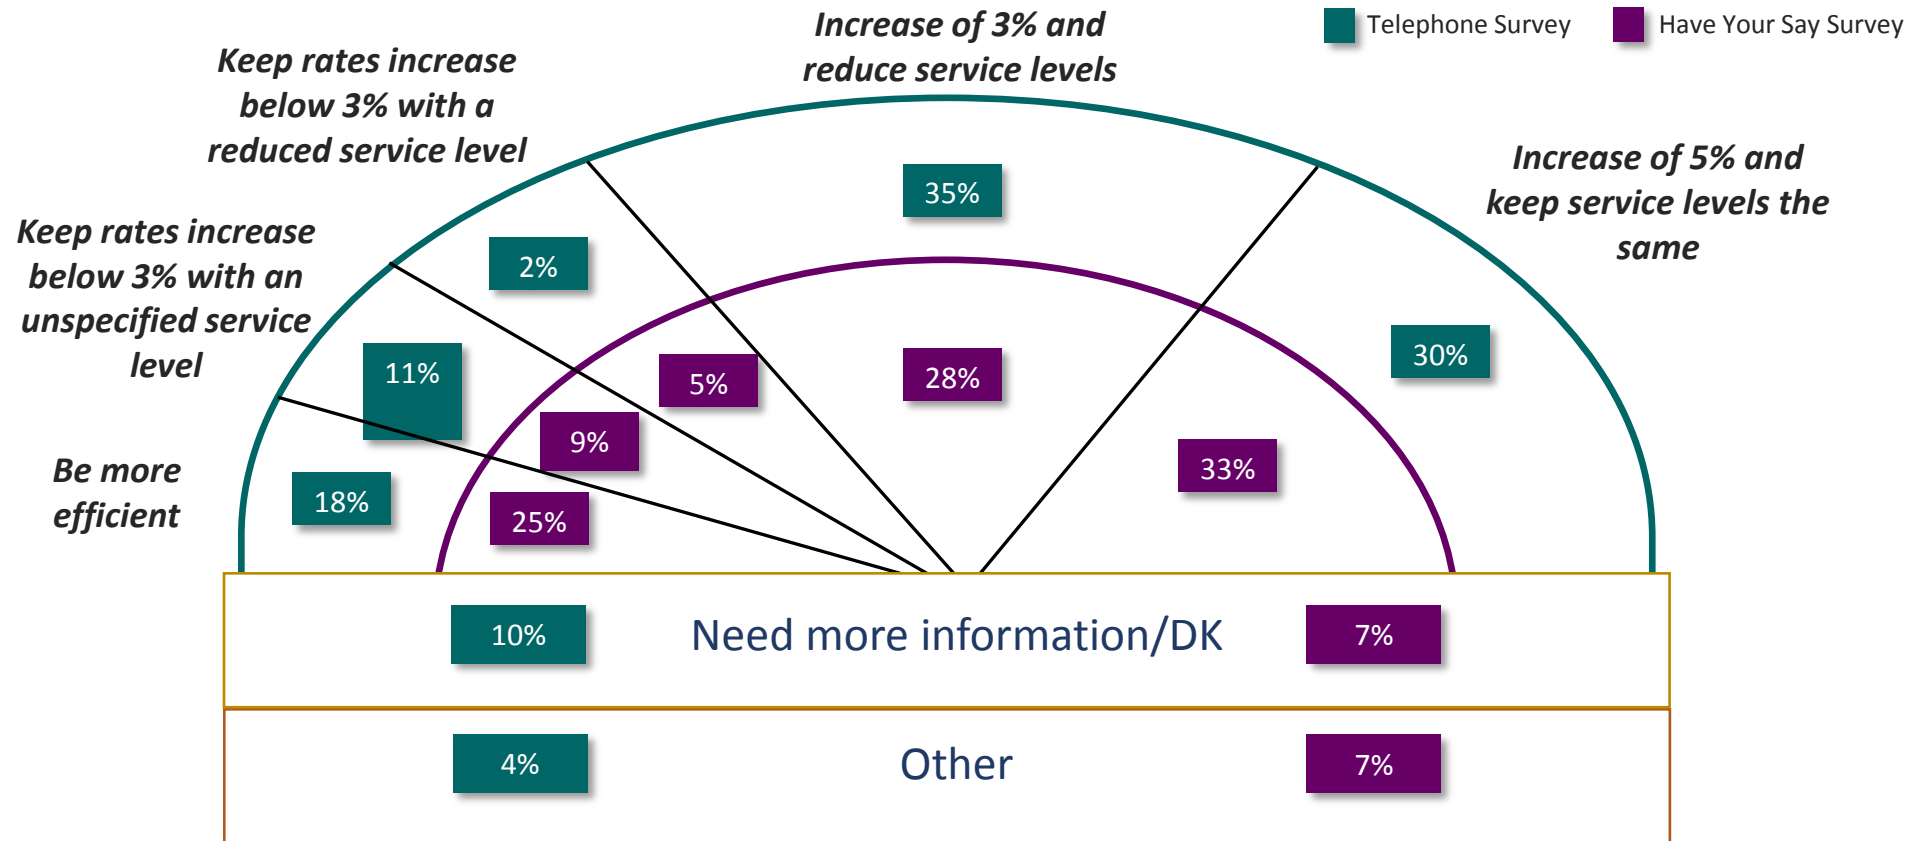 Telephone Survey
Have Your Say Survey
Increase of 3% and
reduce service levels
Keep rates increase
below 3% with a
reduced service level
Increase of 5% and
keep service levels the
same
Keep rates increase
below 3% with an
unspecified service
level
Be more
efficient
35%
2%
30%
11%
18%
28%
5%
9%
33%
25%
10%
Need more information/DK
7%
4%
Other
7%